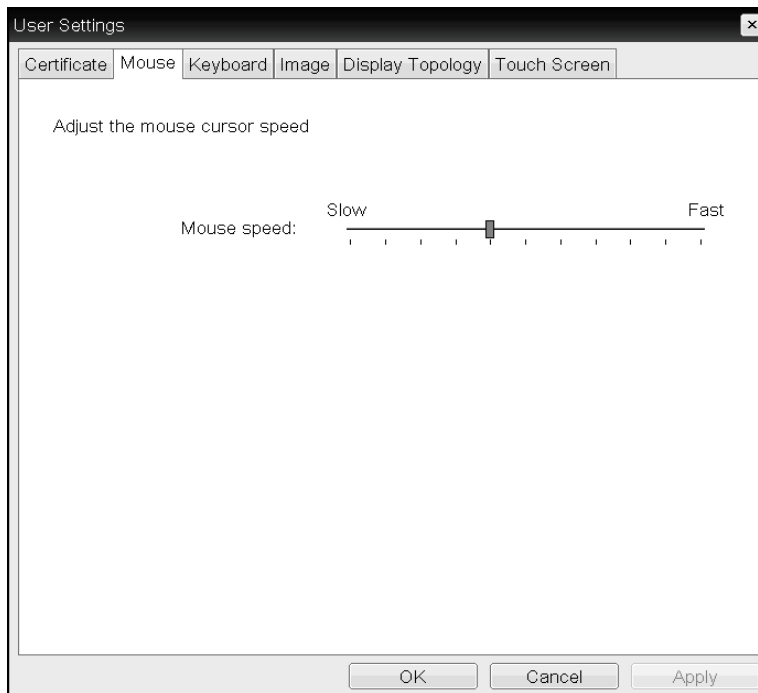 User Settings
Certificate Mouse Keyboard Image Display Topology Touch Screen
Adjust the mouse cursor speed
Slow Fast
Mouse speed:
OK Cancel Apply